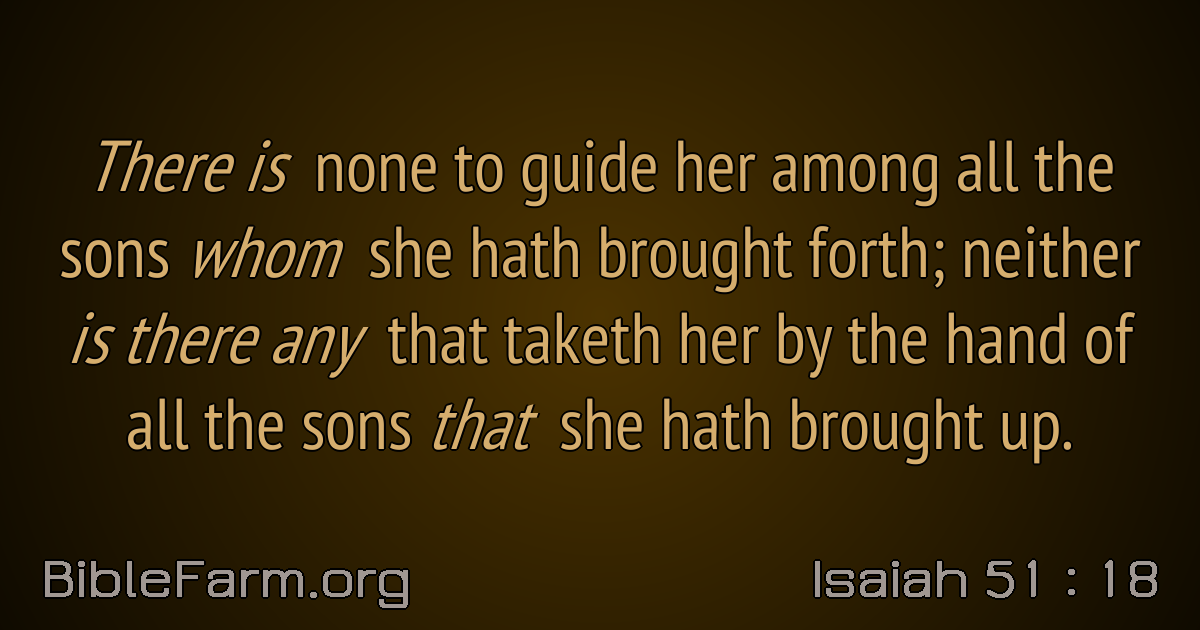 There is none to guide her among all the
sons whom she hath brought forth; neither
is there any that taketh her by the hand of
all the sons that she hath brought up.
BibleFarm.org
Isaiah 51 : 18